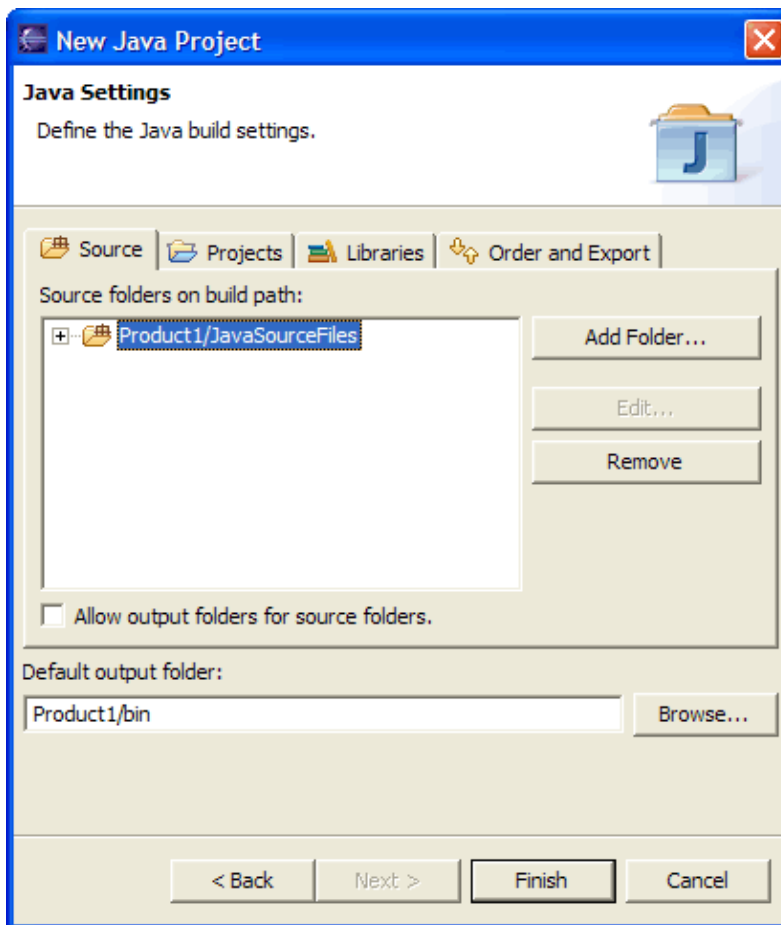 New Java Project
Java Settings
Define the Java build settings.
Source Projects Libraries Order and Export
Source folders on build path:
Product1/JavaSourceFiles
Add Folder...
Edit...
Remove
Allow output folders for source folders.
Default output folder:
Product1/bin
Browse...
< Back Next > Finish Cancel